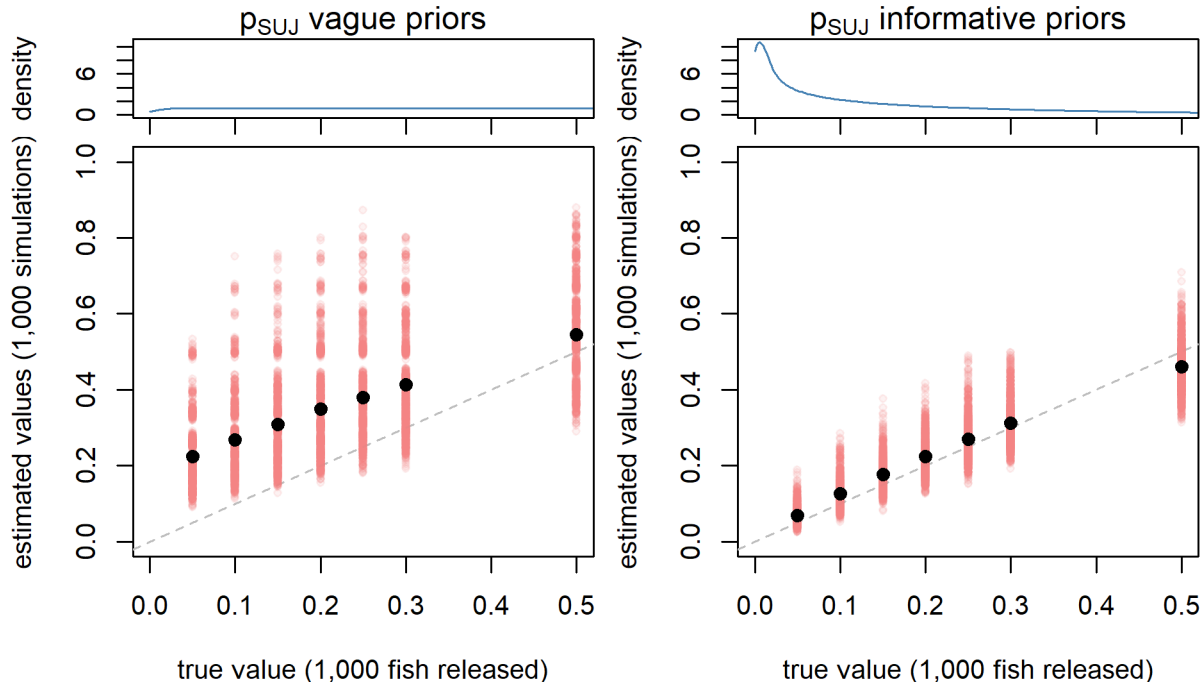 pSUJ vague priors
density
6
0
estimated values (1,000 simulations)
1.0
0.8
0.6
0.4
0.2
0.0
0.0 0.1 0.2 0.3 0.4 0.5
true value (1,000 fish released)
pSUJ informative priors
density
6
0
estimated values (1,000 simulations)
1.0
0.8
0.6
0.4
0.2
0.0
0.0 0.1 0.2 0.3 0.4 0.5
true value (1,000 fish released)